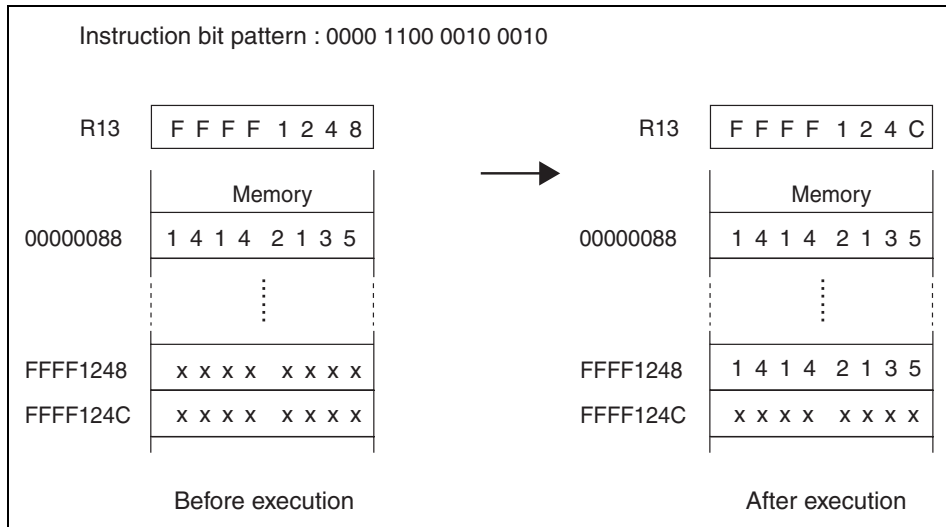 Instruction bit pattern : 0000 1100 0010 0010
R13 F F F F 1 2 4 8
Memory
00000088 1 4 1 4 2 1 3 5
FFFF1248 x x x x x x x x
FFFF124C x x x x x x x x
Before execution
R13 F F F F 1 2 4 C
Memory
00000088 1 4 1 4 2 1 3 5
FFFF1248 1 4 1 4 2 1 3 5
FFFF124C x x x x x x x x
After execution